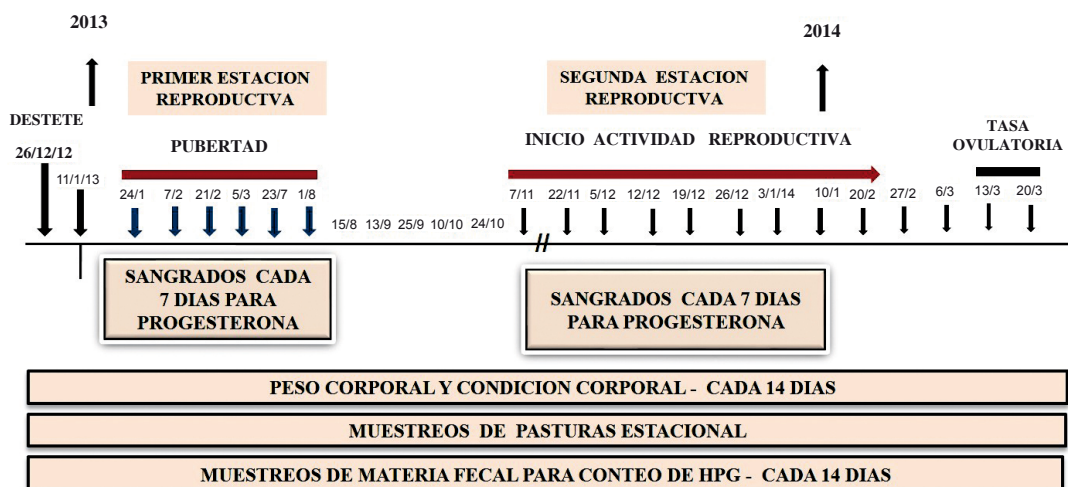 2013
2014
PRIMER ESTACION
REPRODUCTVA
SEGUNDA ESTACION
REPRODUCTVA
DESTETE
26/12/12
PUBERTAD
INICIO ACTIVIDAD REPRODUCTIVA
TASA
OVULATORIA
11/1/13
24/1 7/2 21/2 5/3 23/7 1/8
15/8 13/9 25/9 10/10 24/10
7/11 22/11 5/12 12/12 19/12 26/12 3/1/14 10/1 20/2 27/2 6/3 13/3 20/3
//
SANGRADOS CADA
7 DIAS PARA
PROGESTERONA
SANGRADOS CADA 7 DIAS
PARA PROGESTERONA
PESO CORPORAL Y CONDICION CORPORAL - CADA 14 DIAS
MUESTREOS DE PASTURAS ESTACIONAL
MUESTREOS DE MATERIA FECAL PARA CONTEO DE HPG - CADA 14 DIAS